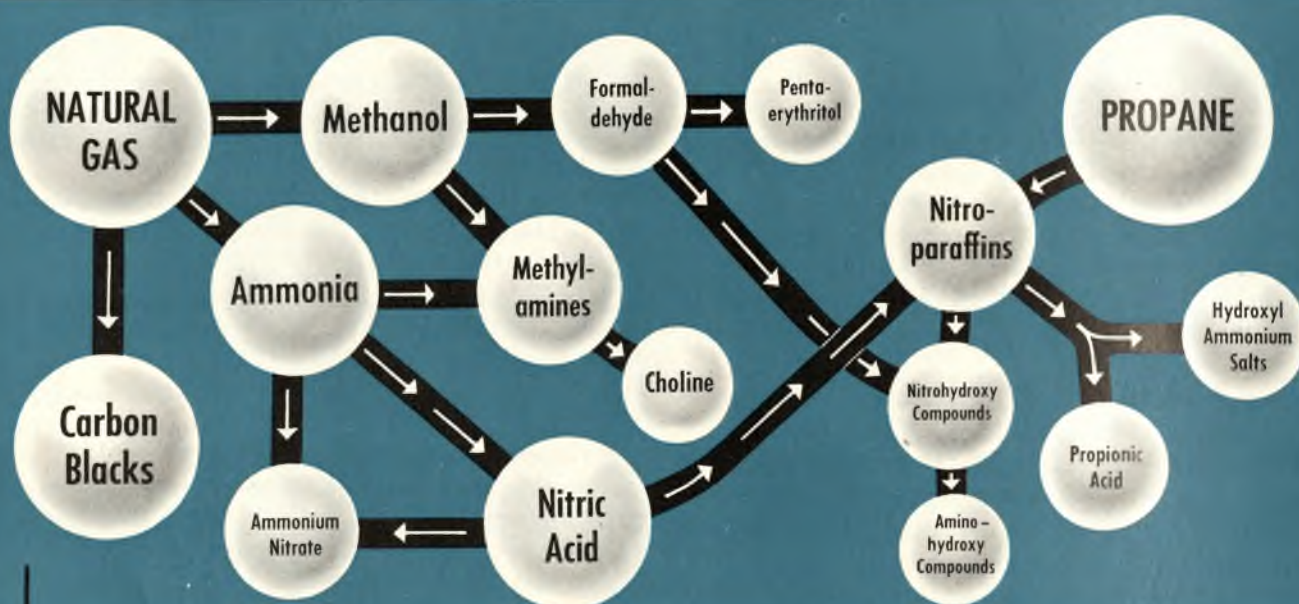 NATURAL
GAS
Methanol
Formal-
dehyde
Penta-
erythritol
PROPANE
Nitro-
paraffins
Ammonia
Methyl-
amines
Choline
Hydroxyl
Ammonium
Salts
Carbon
Blacks
Nitrohydroxy
Compounds
Propionic
Acid
Ammonium
Nitrate
Nitric
Acid
Amino-
hydroxy
Compounds